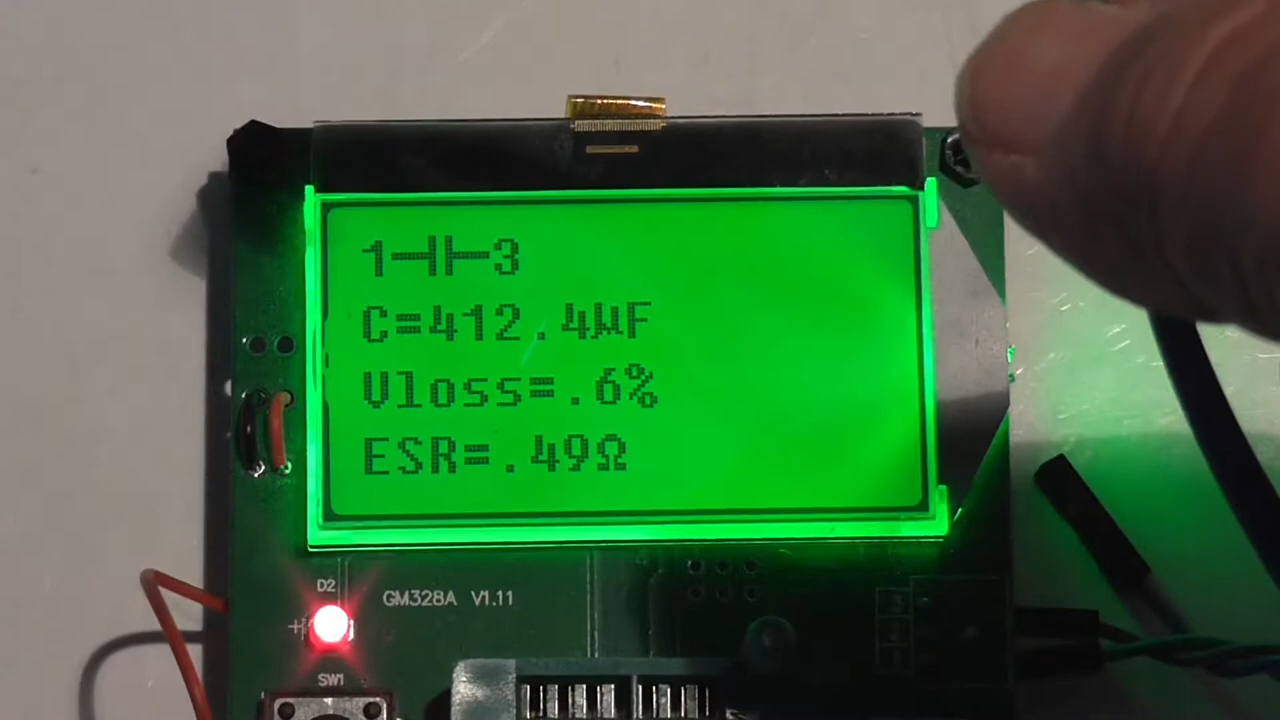 1⊣⊢3
C=412.4µF
Vloss=.6%
ESR=.49Ω
D2
GM328A V1.11
+
SW1